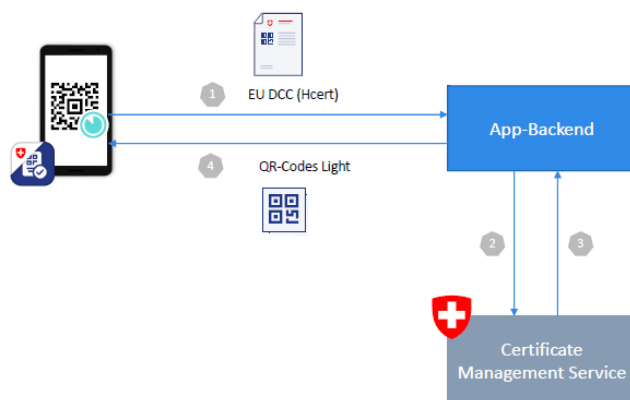 1
EU DCC (Hcert)
App-Backend
4
QR-Codes Light
2
3
Certificate
Management Service